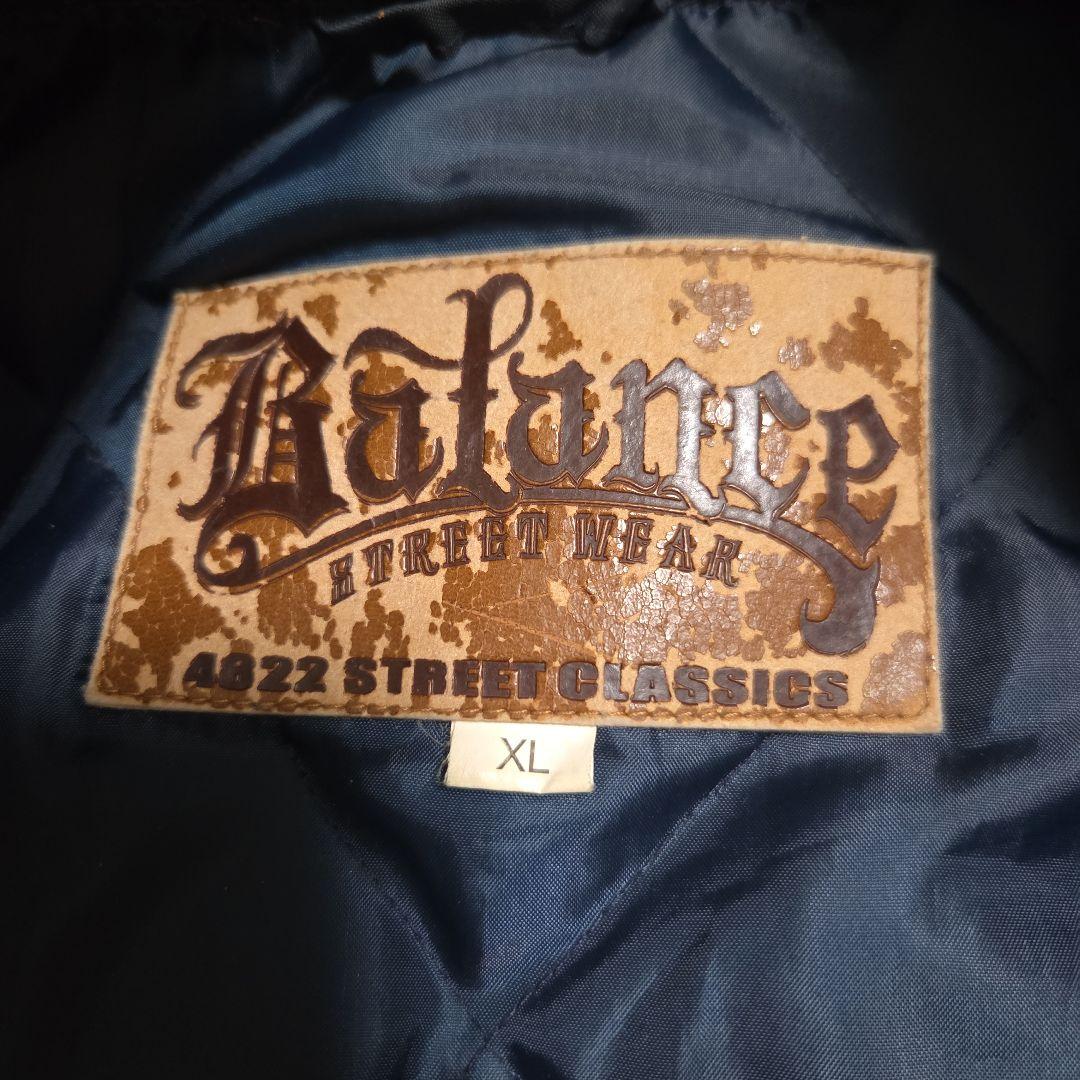 Balance
STREET WEAR
4822 STREET CLASSICS
XL